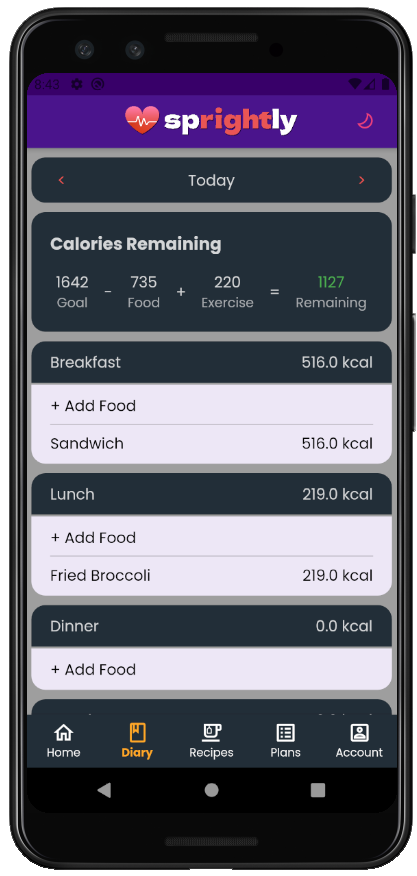 8:43
sprightly
< Today >
Calories Remaining
1642 - 735 + 220 = 1127
Goal Food Exercise Remaining
Breakfast 516.0 kcal
+ Add Food
Sandwich 516.0 kcal
Lunch 219.0 kcal
+ Add Food
Fried Broccoli 219.0 kcal
Dinner 0.0 kcal
+ Add Food
Home Diary Recipes Plans Account